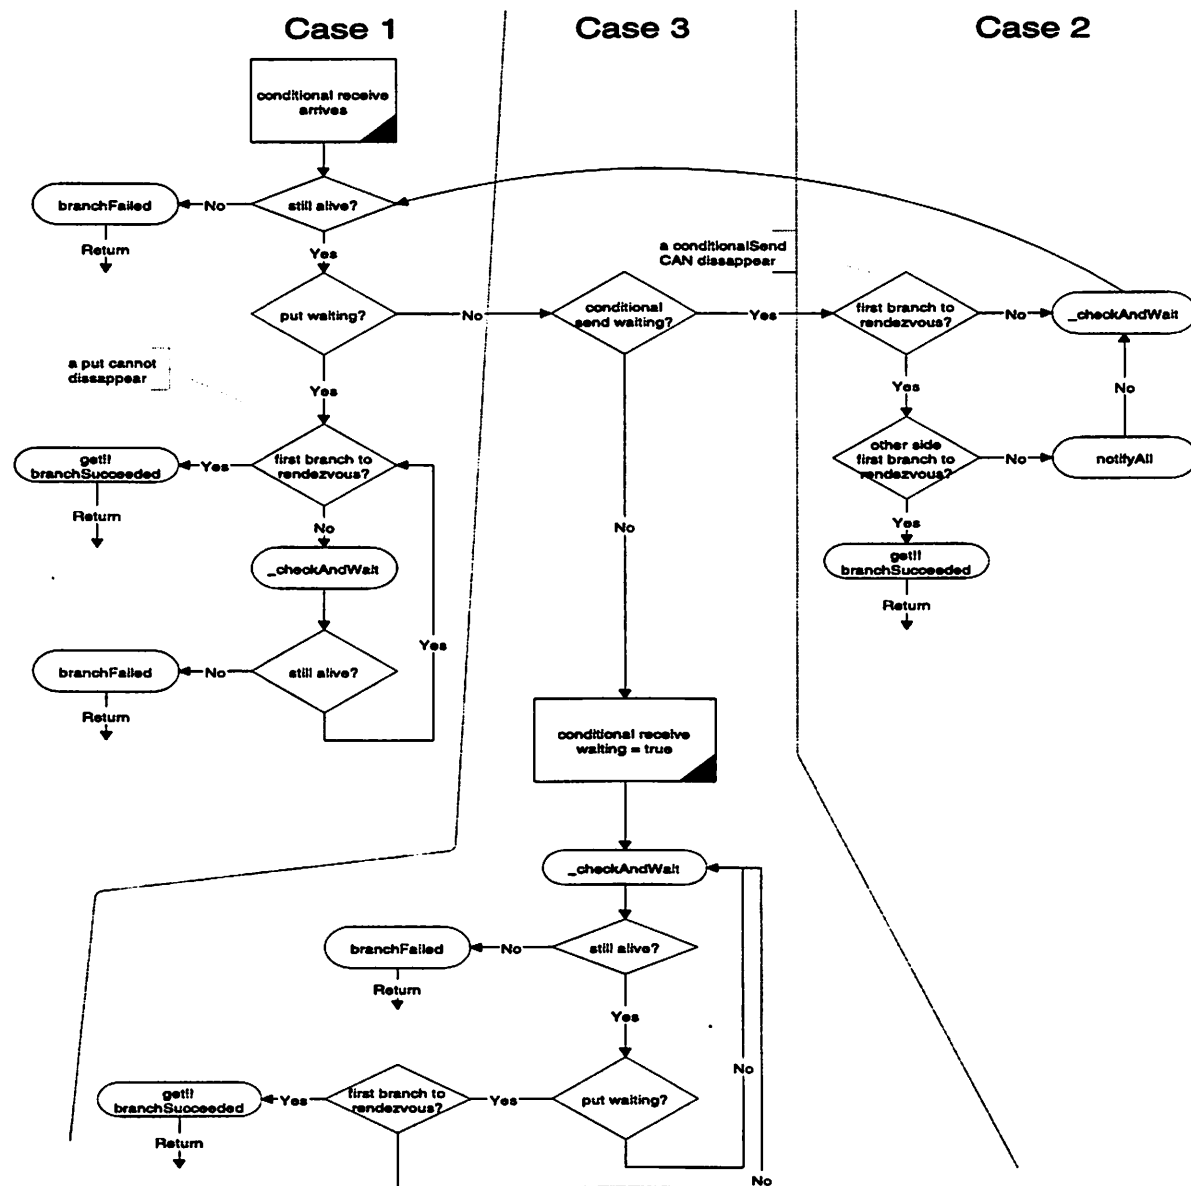 Case 1
Case 3
Case 2
conditional receive
arrives
still alive?
No
branchFailed
Return
Yes
a conditionalSend
CAN dissappear
put waiting?
No
conditional
send waiting?
Yes
first branch to
rendezvous?
No
_checkAndWait
a put cannot
dissappear
Yes
Yes
No
first branch to
rendezvous?
Yes
get!!
branchSucceeded
Return
other side
first branch to
rendezvous?
No
notifyAll
No
No
Yes
_checkAndWait
get!!
branchSucceeded
Return
Yes
still alive?
No
branchFailed
Return
conditional receive
waiting = true
_checkAndWait
still alive?
No
branchFailed
Return
Yes
No
put waiting?
Yes
first branch to
rendezvous?
Yes
get!!
branchSucceeded
Return
No